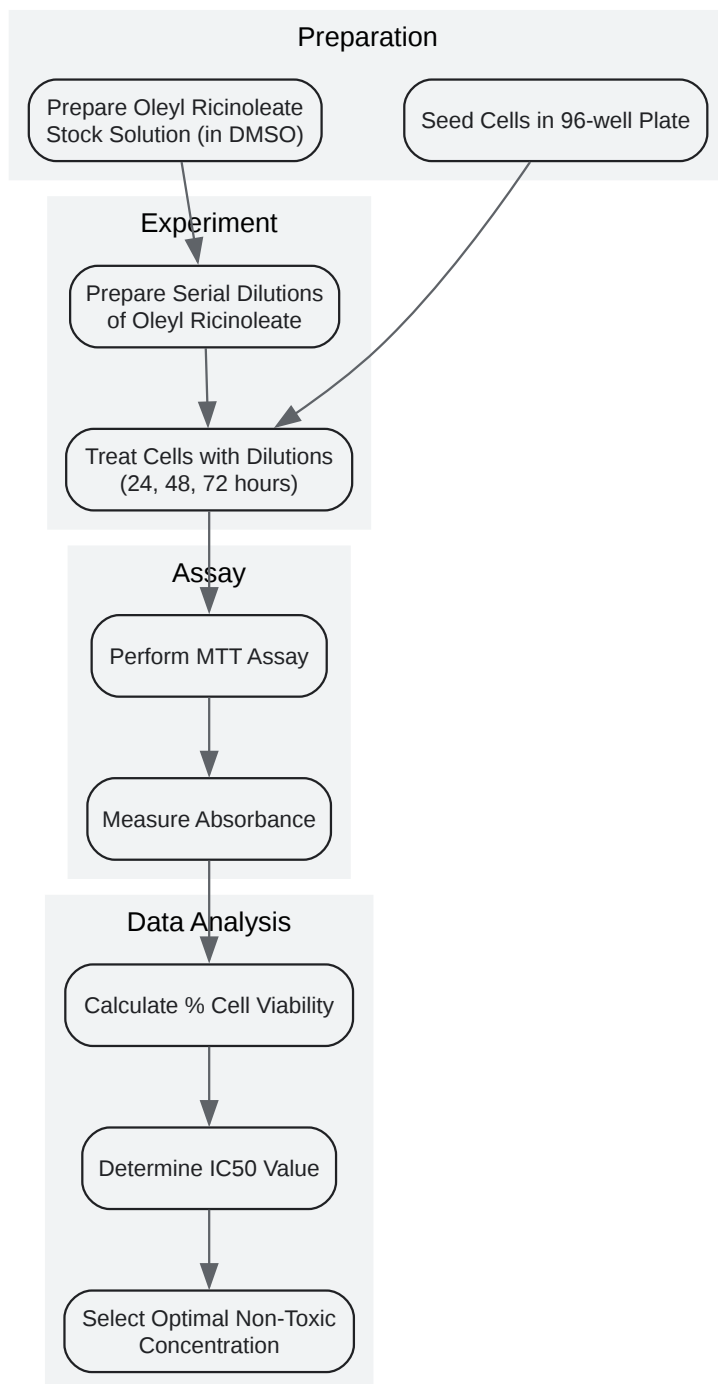 Preparation
Prepare Oleyl Ricinoleate
Stock Solution (in DMSO)
Seed Cells in 96-well Plate
Experiment
Prepare Serial Dilutions
of Oleyl Ricinoleate
Treat Cells with Dilutions
(24, 48, 72 hours)
Assay
Perform MTT Assay
Measure Absorbance
Data Analysis
Calculate % Cell Viability
Determine IC50 Value
Select Optimal Non-Toxic
Concentration